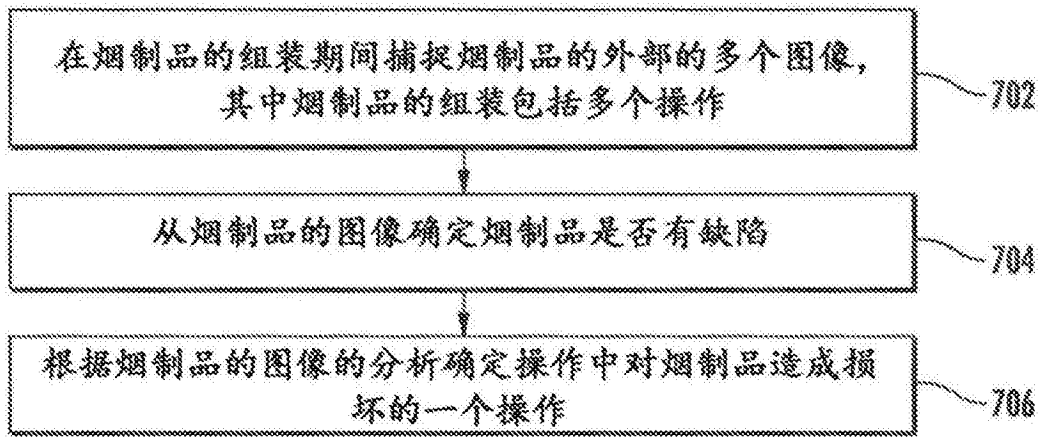 在烟制品的组装期间捕捉烟制品的外部的多个图像，
其中烟制品的组装包括多个操作
702
从烟制品的图像确定烟制品是否有缺陷
704
根据烟制品的图像的分析确定操作中对烟制品造成损
坏的一个操作
706